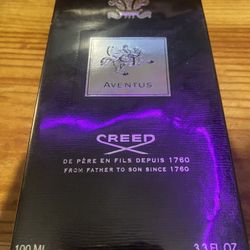 AVENTUS
CREED
DE PÈRE EN FILS DEPUIS 1760
FROM FATHER TO SON SINCE 1760
100 ML 3.3 FL OZ